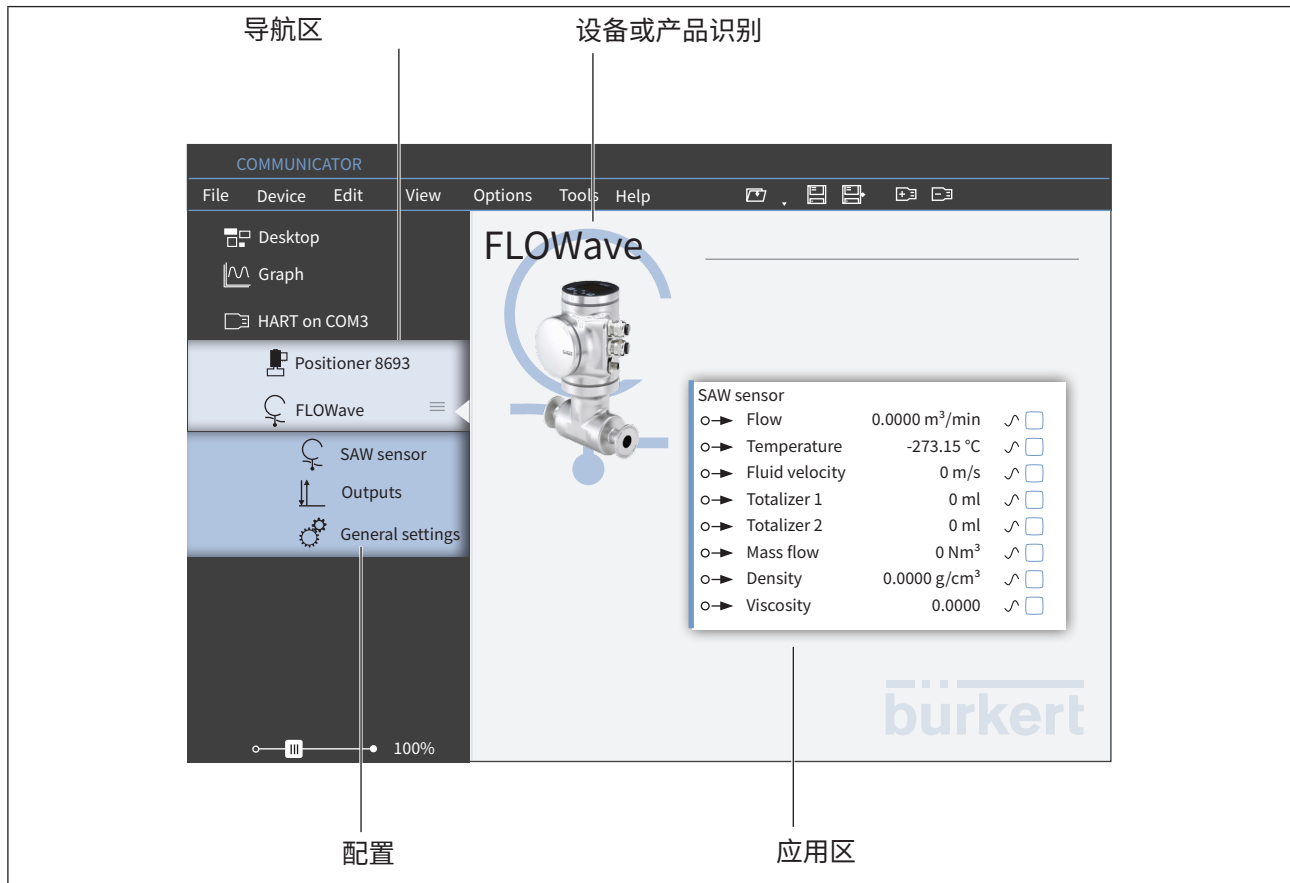 导航区
设备或产品识别
COMMUNICATOR
File Device Edit View Options Tools Help
Desktop
Graph
HART on COM3
Positioner 8693
FLOWave
SAW sensor
Outputs
General settings
100%
FLOWave
SAW sensor
Flow 0.0000 m³/min
Temperature -273.15 °C
Fluid velocity 0 m/s
Totalizer 1 0 ml
Totalizer 2 0 ml
Mass flow 0 Nm³
Density 0.0000 g/cm³
Viscosity 0.0000
bürkert
配置
应用区